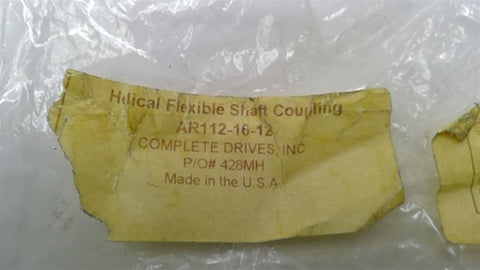 Helical Flexible Shaft Coupling
AR112-16-12
COMPLETE DRIVES, INC
P/O# 428MH
Made in the U.S.A.